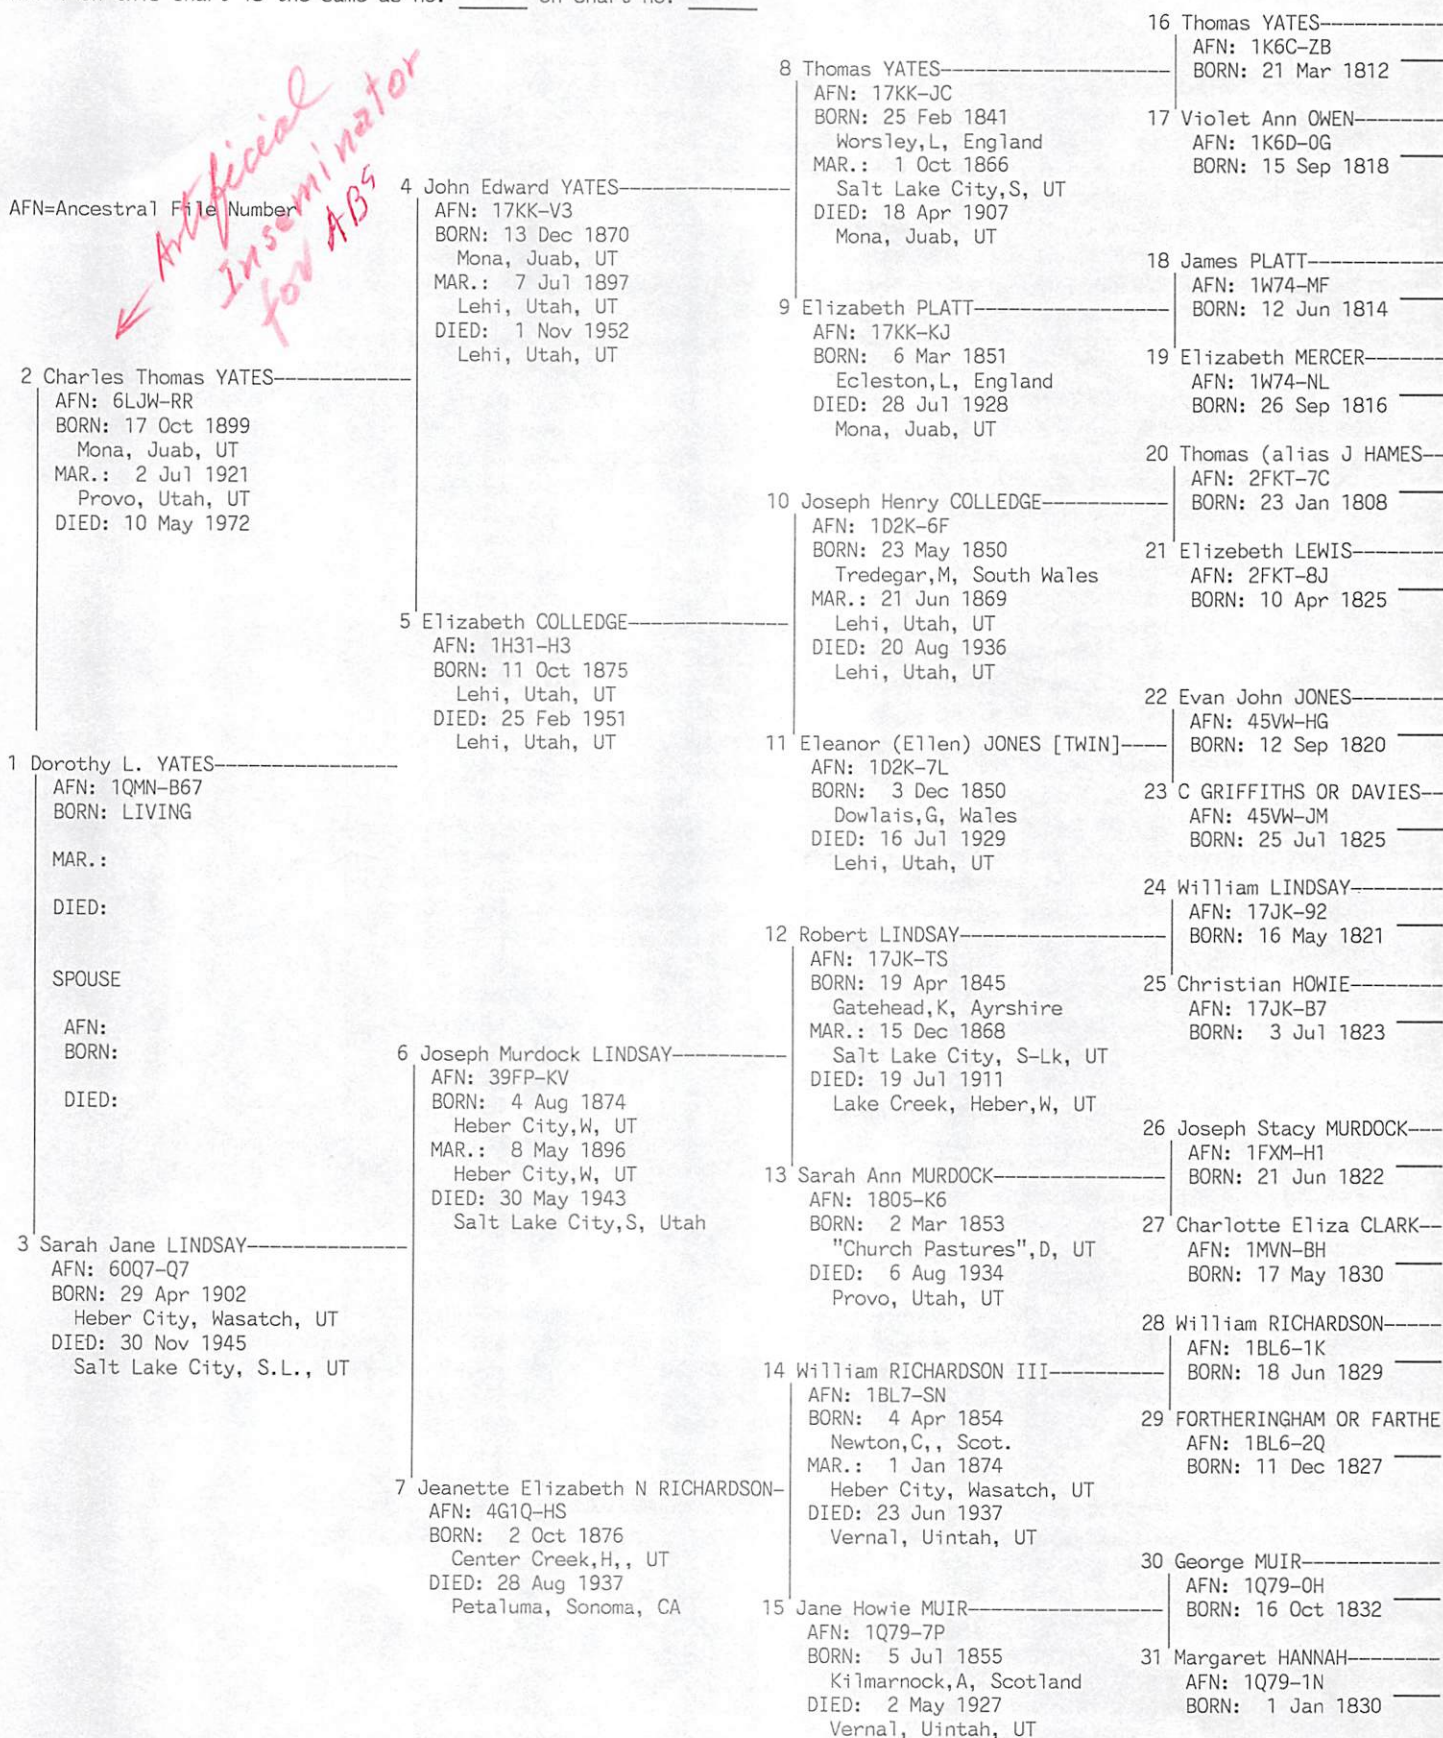 16 Thomas YATES
AFN: 1K6C-ZB
BORN: 21 Mar 1812
8 Thomas YATES
AFN: 17KK-JC
BORN: 25 Feb 1841
Worsley,L, England
MAR.: 1 Oct 1866
Salt Lake City,S, UT
DIED: 18 Apr 1907
Mona, Juab, UT
17 Violet Ann OWEN
AFN: 1K6D-0G
BORN: 15 Sep 1818
Artificial
Inseminator
for ABS
AFN=Ancestral File Number
4 John Edward YATES
AFN: 17KK-V3
BORN: 13 Dec 1870
Mona, Juab, UT
MAR.: 7 Jul 1897
Lehi, Utah, UT
DIED: 1 Nov 1952
Lehi, Utah, UT
18 James PLATT
AFN: 1W74-MF
BORN: 12 Jun 1814
9 Elizabeth PLATT
AFN: 17KK-KJ
BORN: 6 Mar 1851
Ecleston,L, England
DIED: 28 Jul 1928
Mona, Juab, UT
19 Elizabeth MERCER
AFN: 1W74-NL
BORN: 26 Sep 1816
2 Charles Thomas YATES
AFN: 6LJW-RR
BORN: 17 Oct 1899
Mona, Juab, UT
MAR.: 2 Jul 1921
Provo, Utah, UT
DIED: 10 May 1972
20 Thomas (alias J HAMES
AFN: 2FKT-7C
BORN: 23 Jan 1808
10 Joseph Henry COLLEDGE
AFN: 1D2K-6F
BORN: 23 May 1850
Tredegar,M, South Wales
MAR.: 21 Jun 1869
Lehi, Utah, UT
DIED: 20 Aug 1936
Lehi, Utah, UT
21 Elizebeth LEWIS
AFN: 2FKT-8J
BORN: 10 Apr 1825
5 Elizabeth COLLEDGE
AFN: 1H31-H3
BORN: 11 Oct 1875
Lehi, Utah, UT
DIED: 25 Feb 1951
Lehi, Utah, UT
22 Evan John JONES
AFN: 45VW-HG
BORN: 12 Sep 1820
11 Eleanor (Ellen) JONES [TWIN]
AFN: 1D2K-7L
BORN: 3 Dec 1850
Dowlais,G, Wales
DIED: 16 Jul 1929
Lehi, Utah, UT
23 C GRIFFITHS OR DAVIES
AFN: 45VW-JM
BORN: 25 Jul 1825
1 Dorothy L. YATES
AFN: 1QMN-B67
BORN: LIVING
MAR.:
DIED:
SPOUSE
AFN:
BORN:
DIED:
24 William LINDSAY
AFN: 17JK-92
BORN: 16 May 1821
12 Robert LINDSAY
AFN: 17JK-TS
BORN: 19 Apr 1845
Gatehead,K, Ayrshire
MAR.: 15 Dec 1868
Salt Lake City, S-Lk, UT
DIED: 19 Jul 1911
Lake Creek, Heber,W, UT
25 Christian HOWIE
AFN: 17JK-B7
BORN: 3 Jul 1823
6 Joseph Murdock LINDSAY
AFN: 39FP-KV
BORN: 4 Aug 1874
Heber City,W, UT
MAR.: 8 May 1896
Heber City,W, UT
DIED: 30 May 1943
Salt Lake City,S, Utah
26 Joseph Stacy MURDOCK
AFN: 1FXM-H1
BORN: 21 Jun 1822
13 Sarah Ann MURDOCK
AFN: 1805-K6
BORN: 2 Mar 1853
"Church Pastures",D, UT
DIED: 6 Aug 1934
Provo, Utah, UT
27 Charlotte Eliza CLARK
AFN: 1MVN-BH
BORN: 17 May 1830
3 Sarah Jane LINDSAY
AFN: 60Q7-Q7
BORN: 29 Apr 1902
Heber City, Wasatch, UT
DIED: 30 Nov 1945
Salt Lake City, S.L., UT
28 William RICHARDSON
AFN: 1BL6-1K
BORN: 18 Jun 1829
14 William RICHARDSON III
AFN: 1BL7-SN
BORN: 4 Apr 1854
Newton,C,, Scot.
MAR.: 1 Jan 1874
Heber City, Wasatch, UT
DIED: 23 Jun 1937
Vernal, Uintah, UT
29 FORTHERINGHAM OR FARTHE
AFN: 1BL6-2Q
BORN: 11 Dec 1827
7 Jeanette Elizabeth N RICHARDSON
AFN: 4G1Q-HS
BORN: 2 Oct 1876
Center Creek,H,, UT
DIED: 28 Aug 1937
Petaluma, Sonoma, CA
30 George MUIR
AFN: 1Q79-0H
BORN: 16 Oct 1832
15 Jane Howie MUIR
AFN: 1Q79-7P
BORN: 5 Jul 1855
Kilmarnock,A, Scotland
DIED: 2 May 1927
Vernal, Uintah, UT
31 Margaret HANNAH
AFN: 1Q79-1N
BORN: 1 Jan 1830